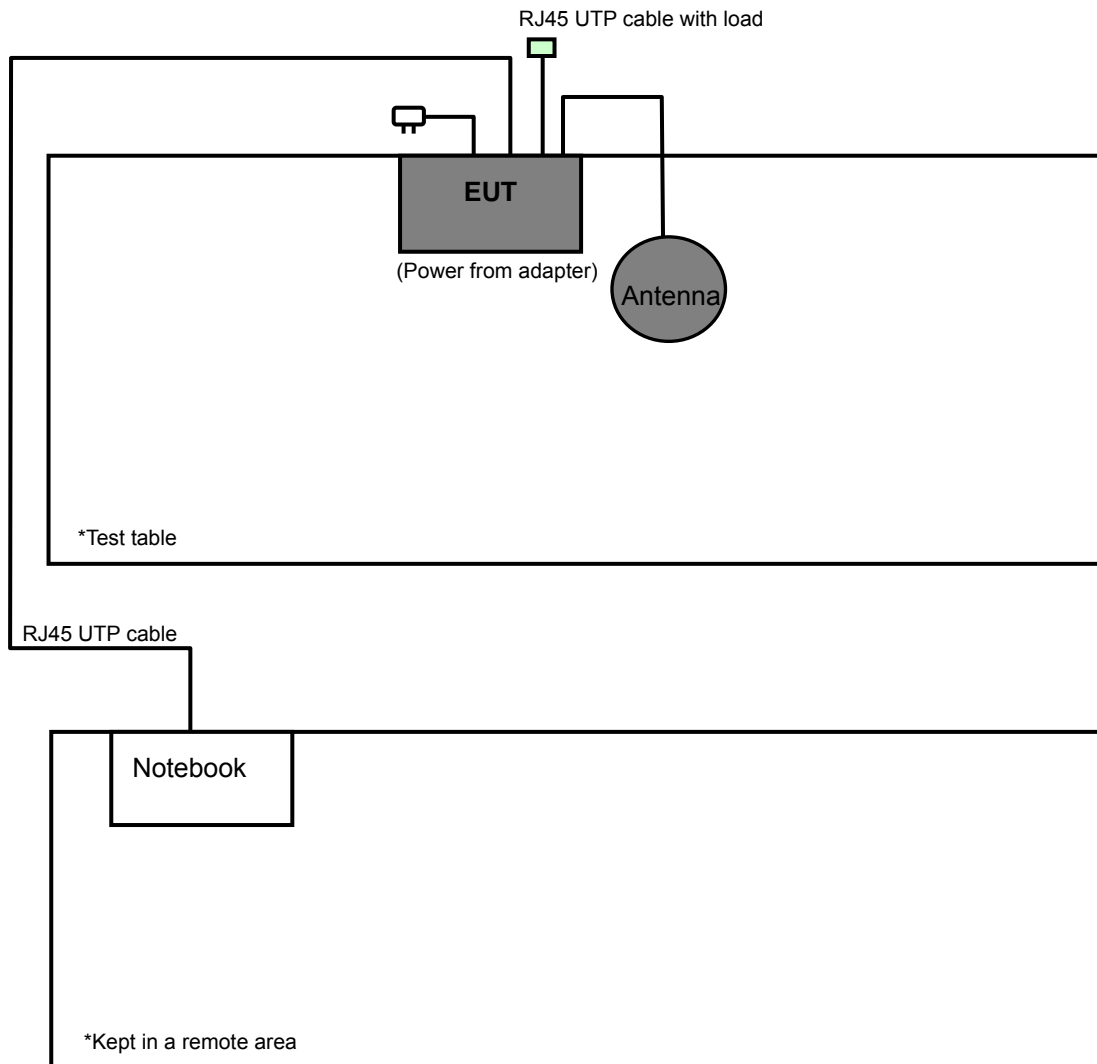 RJ45 UTP cable with load
EUT
(Power from adapter)
Antenna
*Test table
RJ45 UTP cable
Notebook
*Kept in a remote area